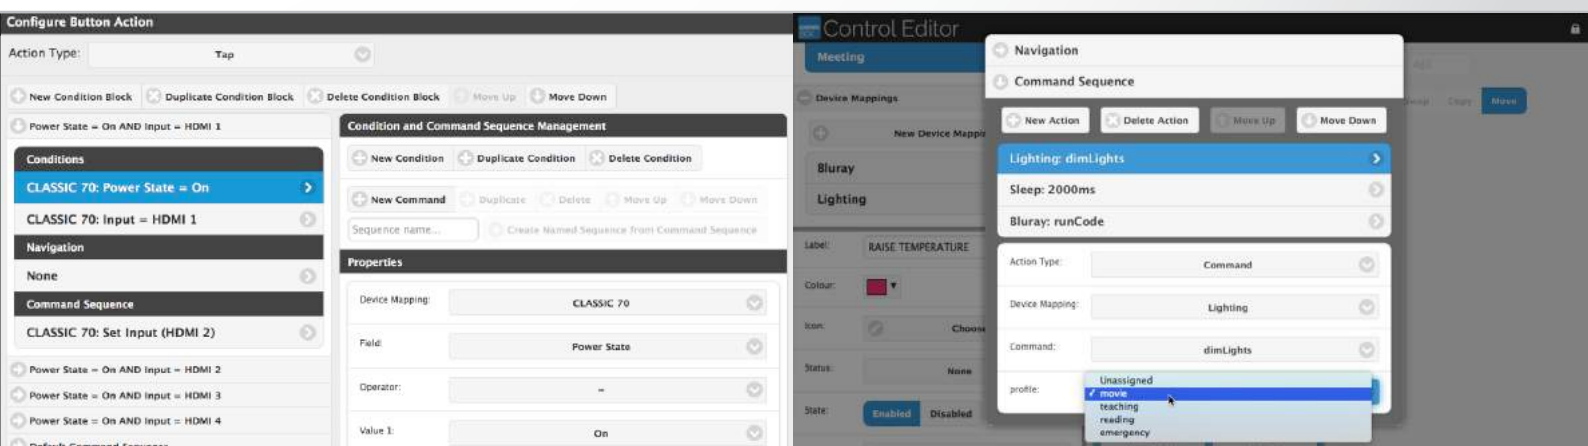 Configure Button Action
Action Type: Tap
New Condition Block Duplicate Condition Block Delete Condition Block Move Up Move Down
Power State = On AND Input = HDMI 1
Conditions
CLASSIC 70: Power State = On
CLASSIC 70: Input = HDMI 1
Navigation
None
Command Sequence
CLASSIC 70: Set Input (HDMI 2)
Power State = On AND Input = HDMI 2
Power State = On AND Input = HDMI 3
Power State = On AND Input = HDMI 4
Default Command Sequence
Condition and Command Sequence Management
New Condition Duplicate Condition Delete Condition
New Command Duplicate Delete Move Up Move Down
Sequence name... Create Named Sequence from Command Sequence
Properties
Device Mapping: CLASSIC 70
Field: Power State
Operator: =
Value 1: On
Control Editor
Meeting
Device Mappings
New Device Mappin
Bluray
Lighting
Label: RAISE TEMPERATURE
Colour:
Icon: Choose
Status: None
State: Enabled Disabled
Copy Move
Navigation
Command Sequence
New Action Delete Action Move Up Move Down
Lighting: dimLights
Sleep: 2000ms
Bluray: runCode
Action Type: Command
Device Mapping: Lighting
Command: dimLights
profile:
Unassigned
✓ movie
teaching
reading
emergency